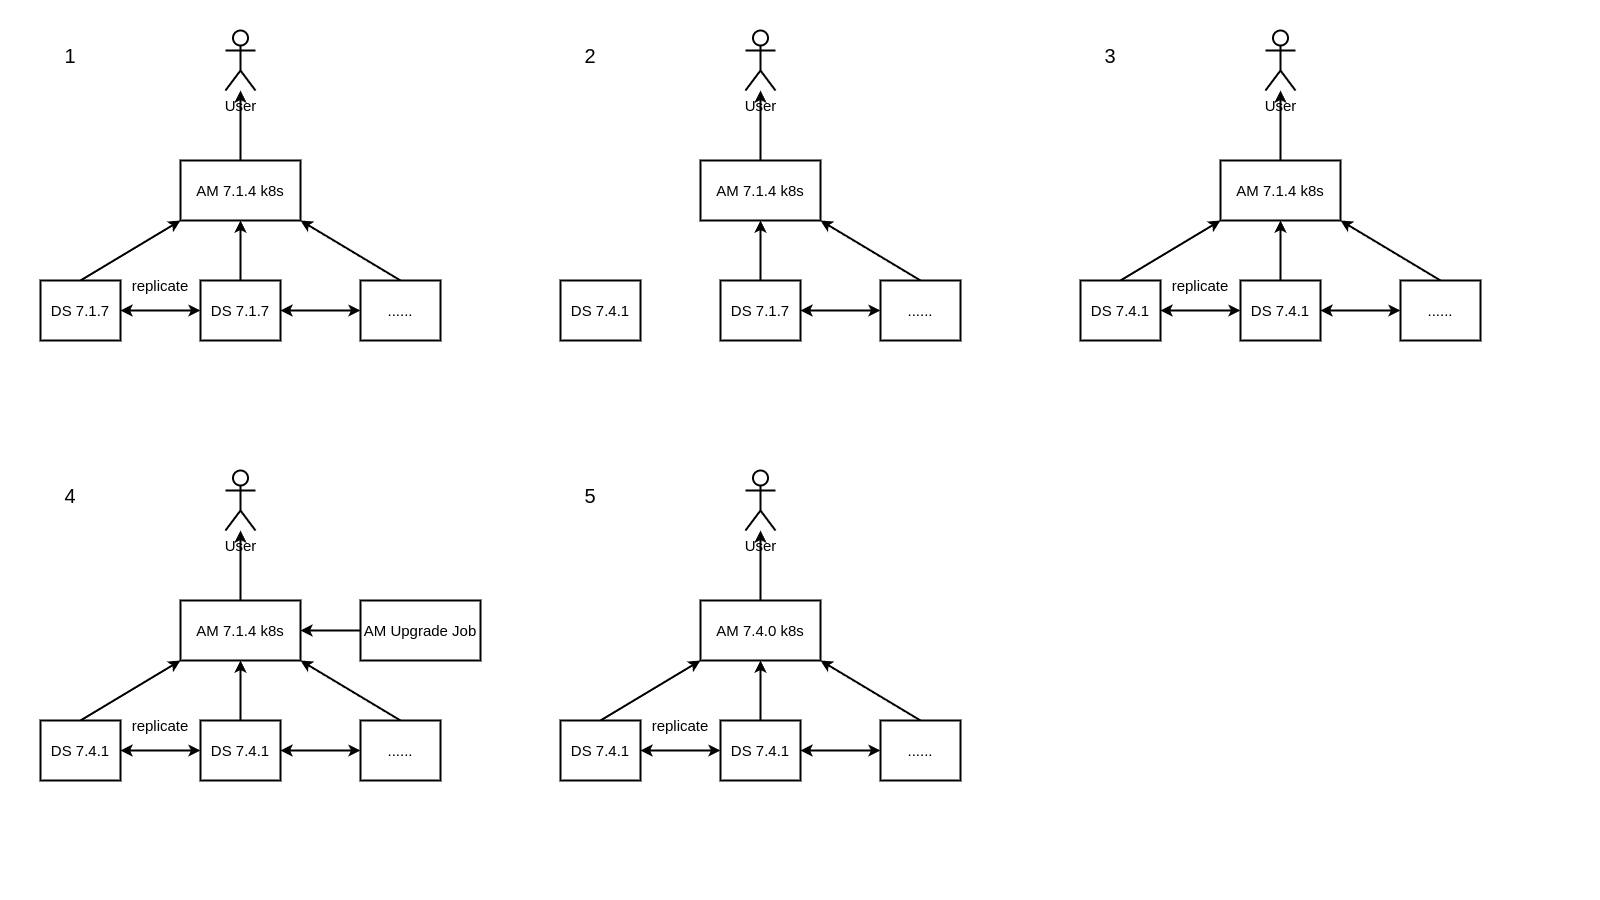 1
User
AM 7.1.4 k8s
replicate
DS 7.1.7
DS 7.1.7
......
2
User
AM 7.1.4 k8s
DS 7.4.1
DS 7.1.7
......
3
User
AM 7.1.4 k8s
replicate
DS 7.4.1
DS 7.4.1
......
4
User
AM 7.1.4 k8s
AM Upgrade Job
replicate
DS 7.4.1
DS 7.4.1
......
5
User
AM 7.4.0 k8s
replicate
DS 7.4.1
DS 7.4.1
......